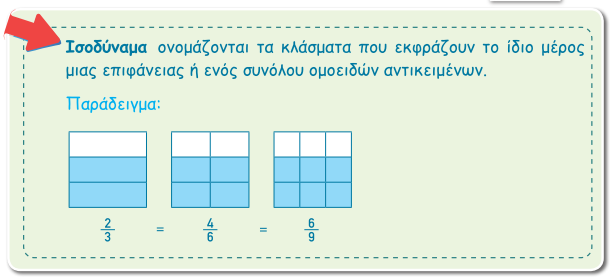 Ισοδύναμα ονομάζονται τα κλάσματα που εκφράζουν το ίδιο μέρος
μιας επιφάνειας ή ενός συνόλου ομοειδών αντικειμένων.
Παράδειγμα:
2/3 = 4/6 = 6/9